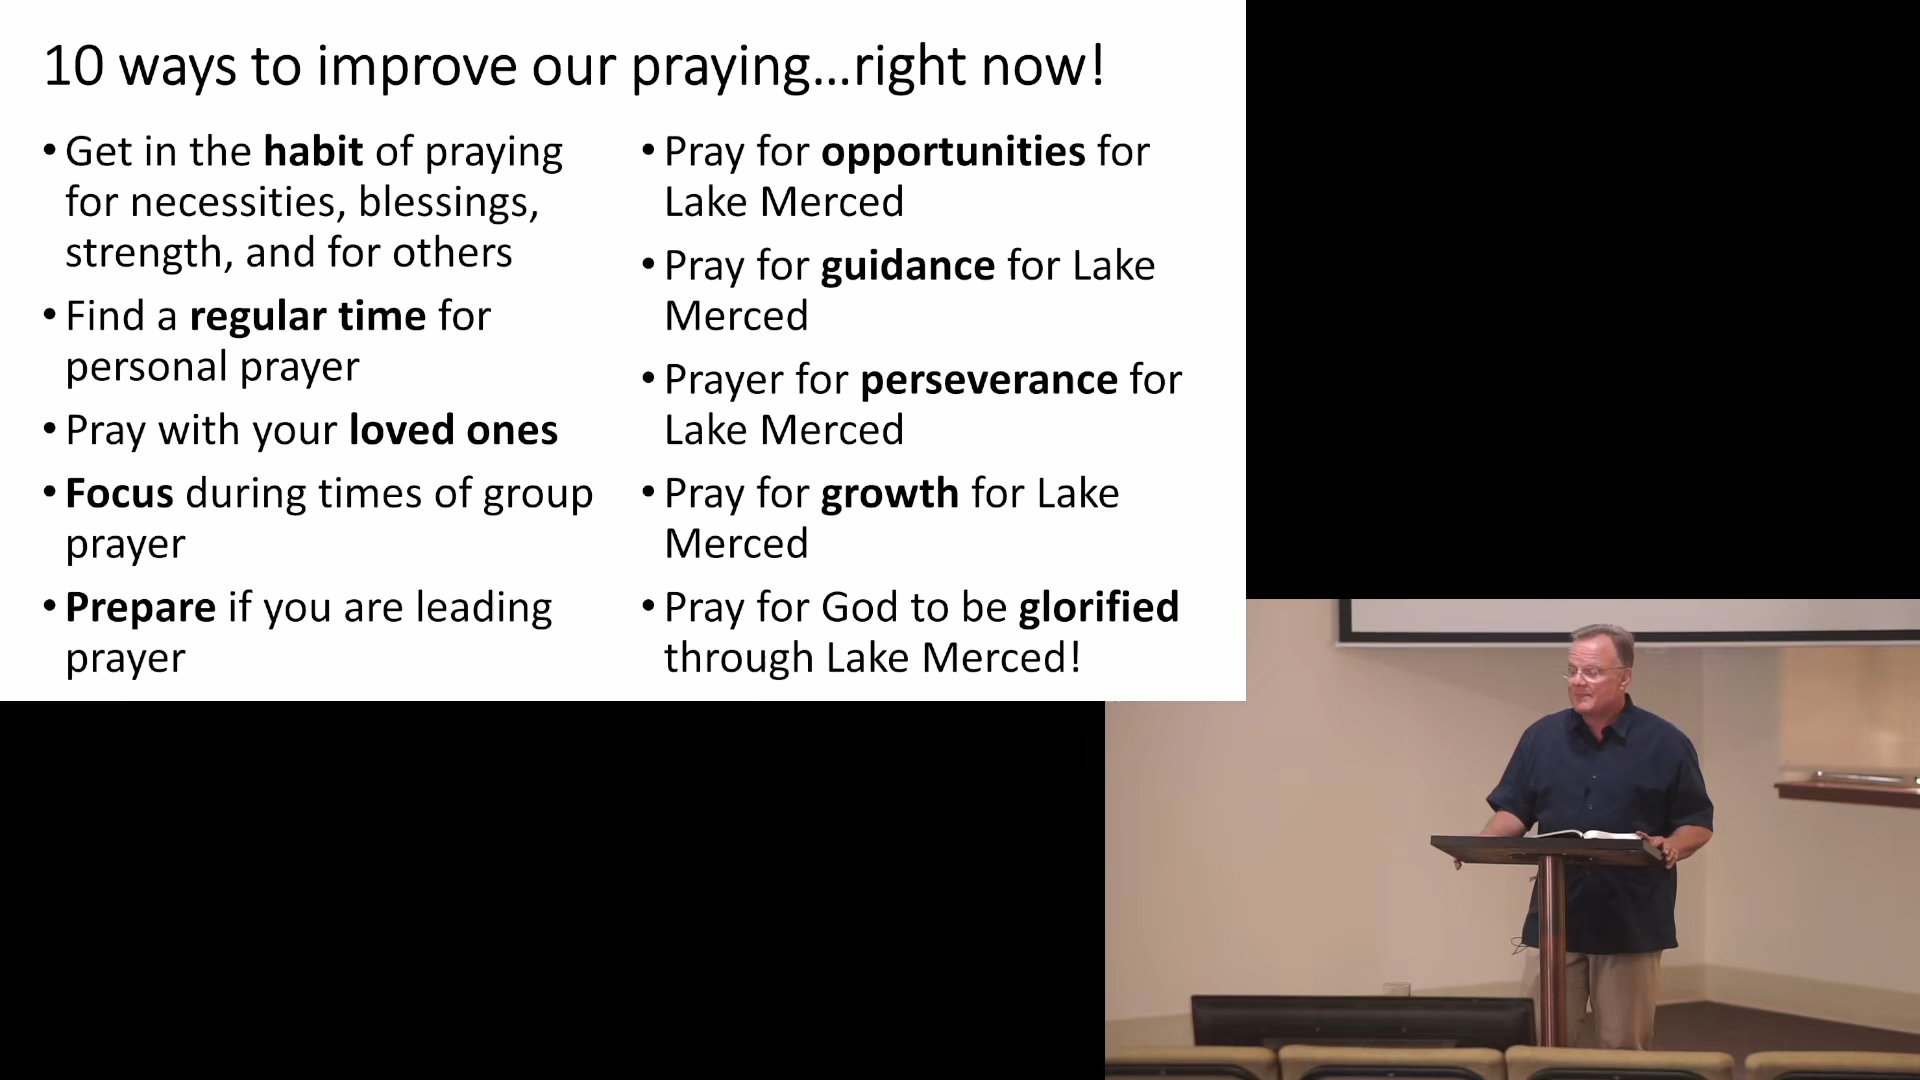 10 ways to improve our praying...right now!
• Get in the habit of praying
for necessities, blessings,
strength, and for others
• Find a regular time for
personal prayer
• Pray with your loved ones
• Focus during times of group
prayer
• Prepare if you are leading
prayer
• Pray for opportunities for
Lake Merced
• Pray for guidance for Lake
Merced
• Prayer for perseverance for
Lake Merced
• Pray for growth for Lake
Merced
• Pray for God to be glorified
through Lake Merced!